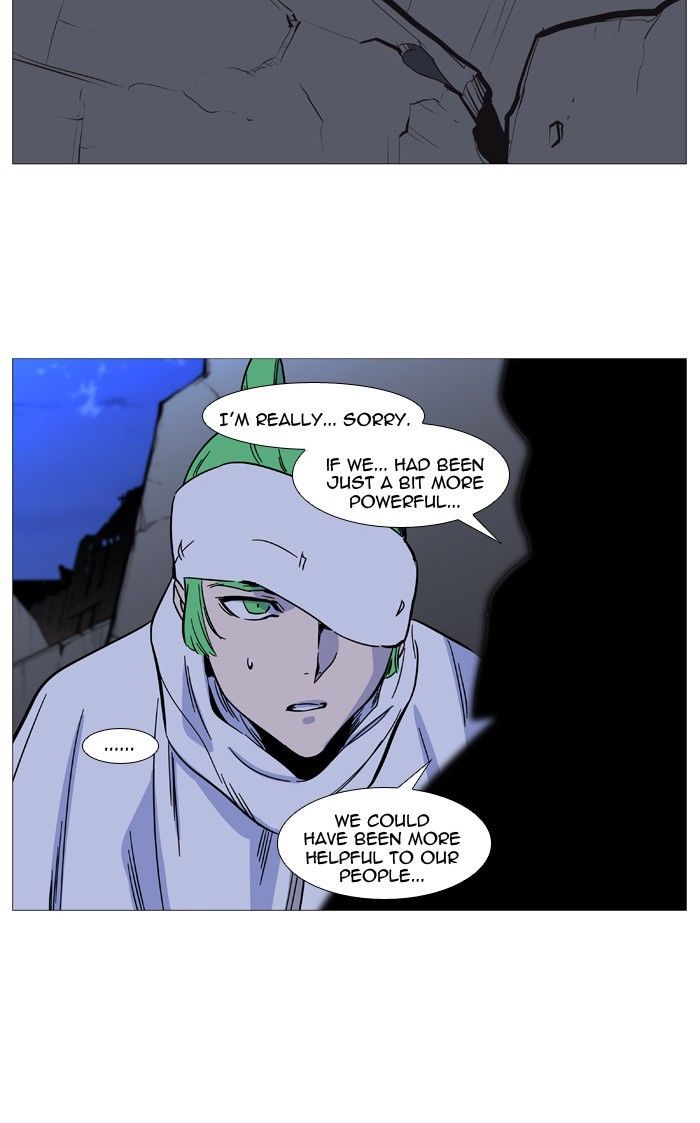 I'M REALLY... SORRY.
IF WE... HAD BEEN
JUST A BIT MORE
POWERFUL...
......
WE COULD
HAVE BEEN MORE
HELPFUL TO OUR
PEOPLE...